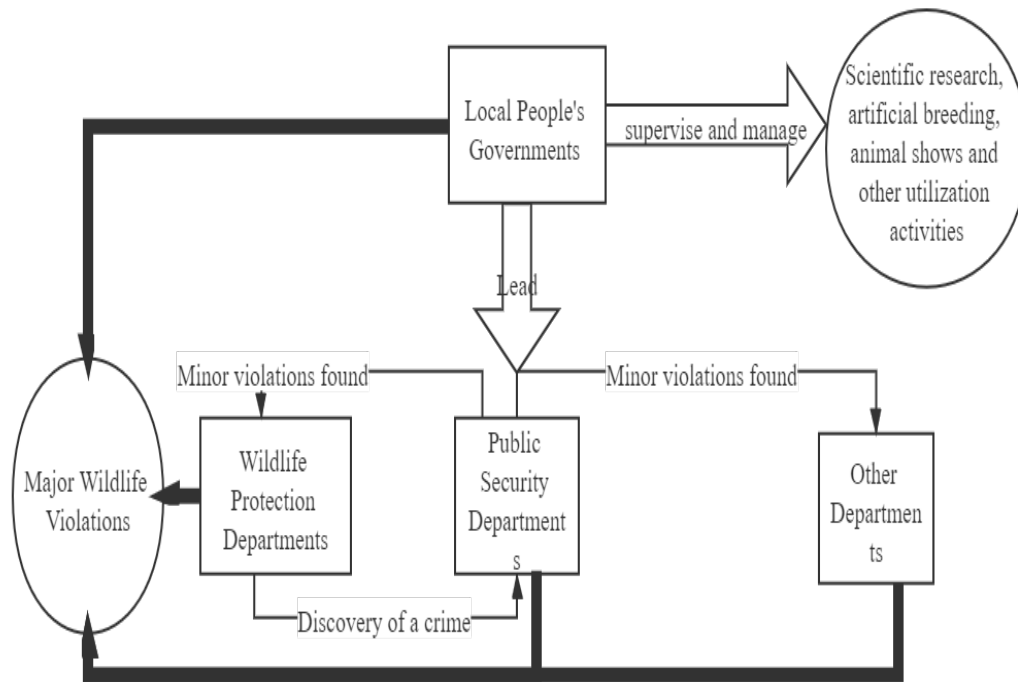 Local People's
Governments
supervise and manage
Scientific research,
artificial breeding,
animal shows and
other utilization
activities
Lead
Minor violations found
Minor violations found
Major Wildlife
Violations
Wildlife
Protection
Departments
Public
Security
Department
s
Other
Departmen
ts
Discovery of a crime